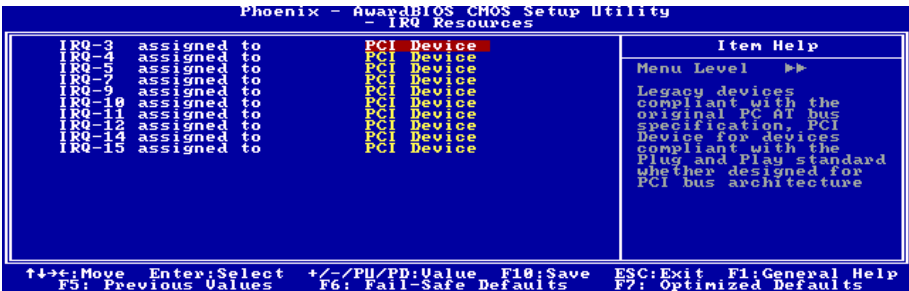 Phoenix - AwardBIOS CMOS Setup Utility
- IRQ Resources
IRQ-3 assigned to PCI Device
IRQ-4 assigned to PCI Device
IRQ-5 assigned to PCI Device
IRQ-7 assigned to PCI Device
IRQ-9 assigned to PCI Device
IRQ-10 assigned to PCI Device
IRQ-11 assigned to PCI Device
IRQ-12 assigned to PCI Device
IRQ-14 assigned to PCI Device
IRQ-15 assigned to PCI Device
Item Help
Menu Level ►►
Legacy devices
compliant with the
original PC AT bus
specification, PCI
Device for devices
compliant with the
Plug and Play standard
whether designed for
PCI bus architecture
↑↓→←:Move Enter:Select +/-/PU/PD:Value F10:Save ESC:Exit F1:General Help
F5: Previous Values F6: Fail-Safe Defaults F7: Optimized Defaults